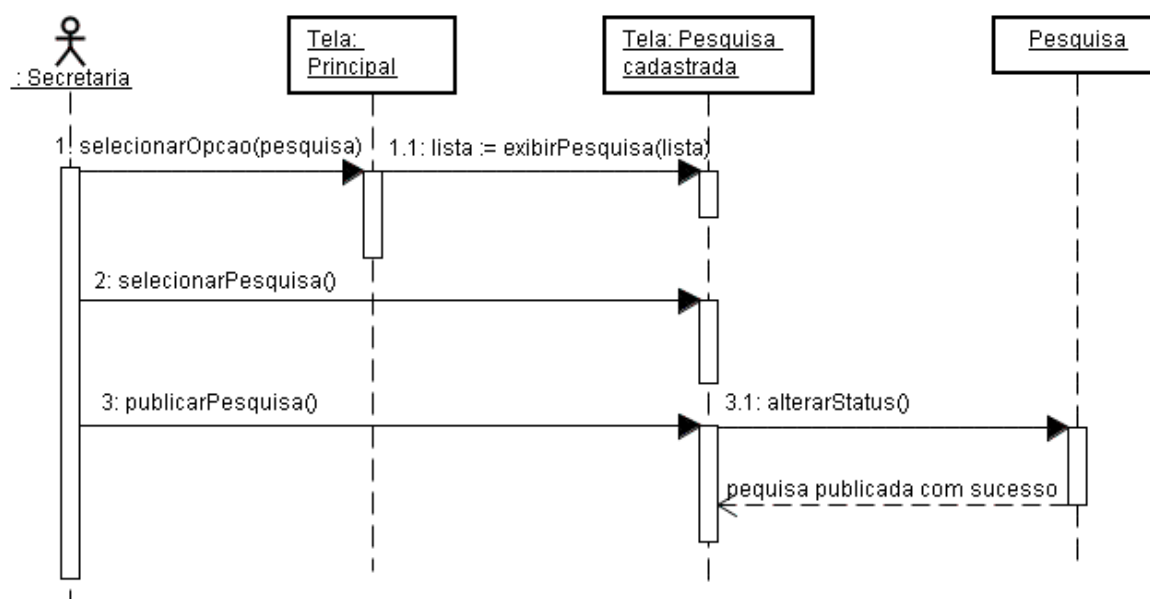 : Secretaria
Tela:
Principal
Tela: Pesquisa
cadastrada
Pesquisa
1: selecionarOpcao(pesquisa)
1.1: lista := exibirPesquisa(lista)
2: selecionarPesquisa()
3: publicarPesquisa()
3.1: alterarStatus()
pequisa publicada com sucesso